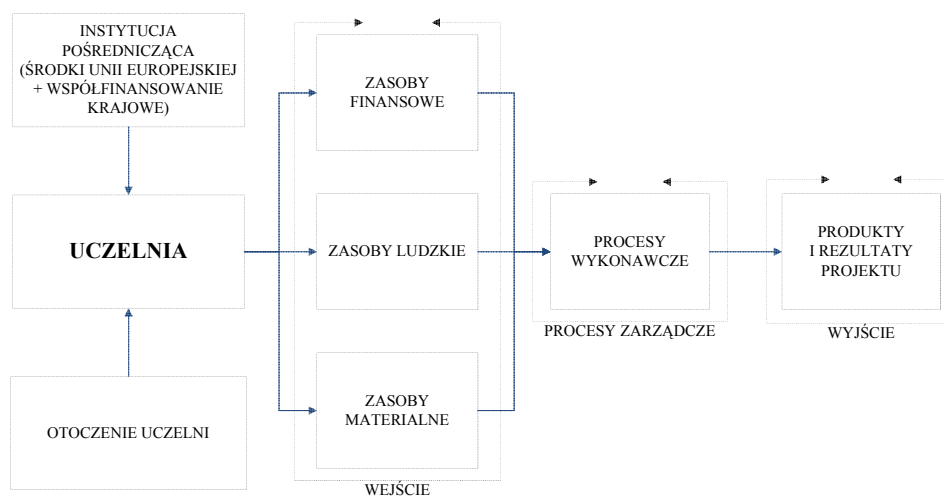 INSTYTUCJA
POŚREDNICZĄCA
(ŚRODKI UNII EUROPEJSKIEJ
+ WSPÓŁFINANSOWANIE
KRAJOWE)
UCZELNIA
OTOCZENIE UCZELNI
ZASOBY
FINANSOWE
ZASOBY LUDZKIE
ZASOBY
MATERIALNE
WEJŚCIE
PROCESY
WYKONAWCZE
PROCESY ZARZĄDCZE
PRODUKTY
I REZULTATY
PROJEKTU
WYJŚCIE